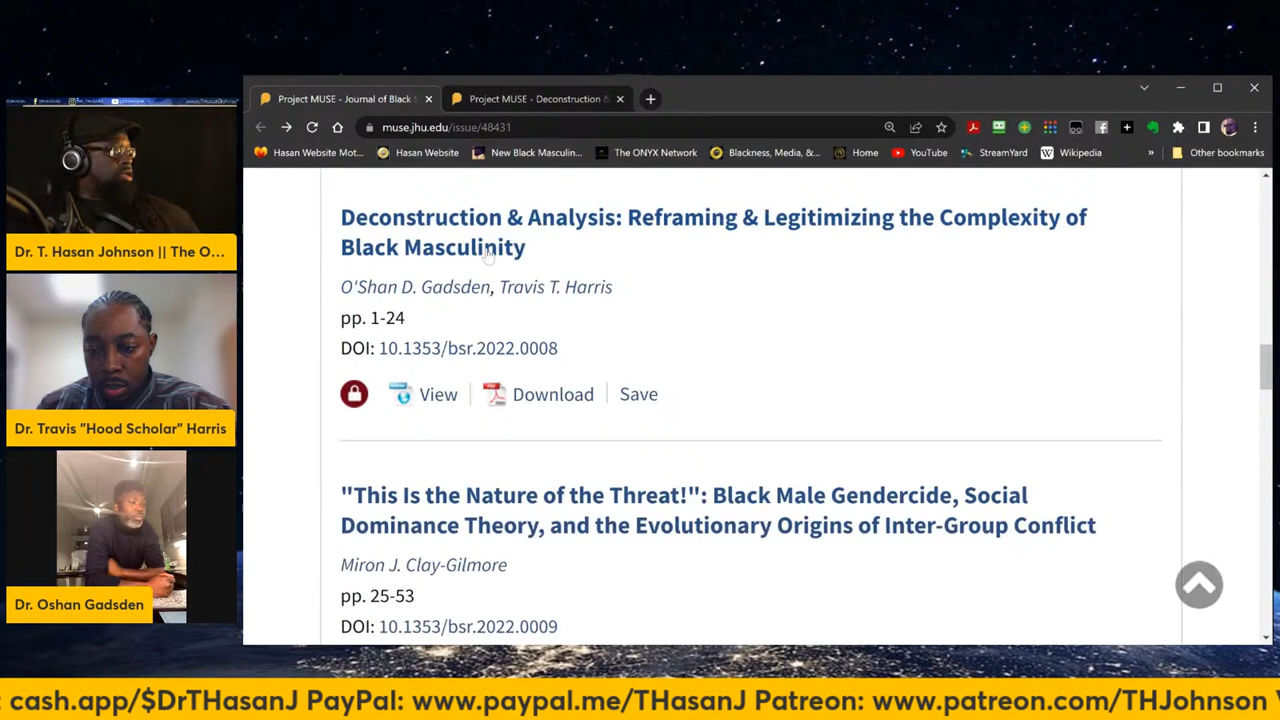 Dr. T. Hasan Johnson || The O...
Dr. Travis "Hood Scholar" Harris
Dr. Oshan Gadsden
Project MUSE - Journal of Black S
Project MUSE - Deconstruction &
muse.jhu.edu/issue/48431
Hasan Website Mot...
Hasan Website
New Black Masculin...
The ONYX Network
Blackness, Media, &...
Home
YouTube
StreamYard
Wikipedia
»
Other bookmarks
Deconstruction & Analysis: Reframing & Legitimizing the Complexity of
Black Masculinity
O'Shan D. Gadsden, Travis T. Harris
pp. 1-24
DOI: 10.1353/bsr.2022.0008
View | Download | Save
"This Is the Nature of the Threat!": Black Male Gendercide, Social
Dominance Theory, and the Evolutionary Origins of Inter-Group Conflict
Miron J. Clay-Gilmore
pp. 25-53
DOI: 10.1353/bsr.2022.0009
: cash.app/$DrTHasanJ PayPal: www.paypal.me/THasanJ Patreon: www.patreon.com/THJohnson